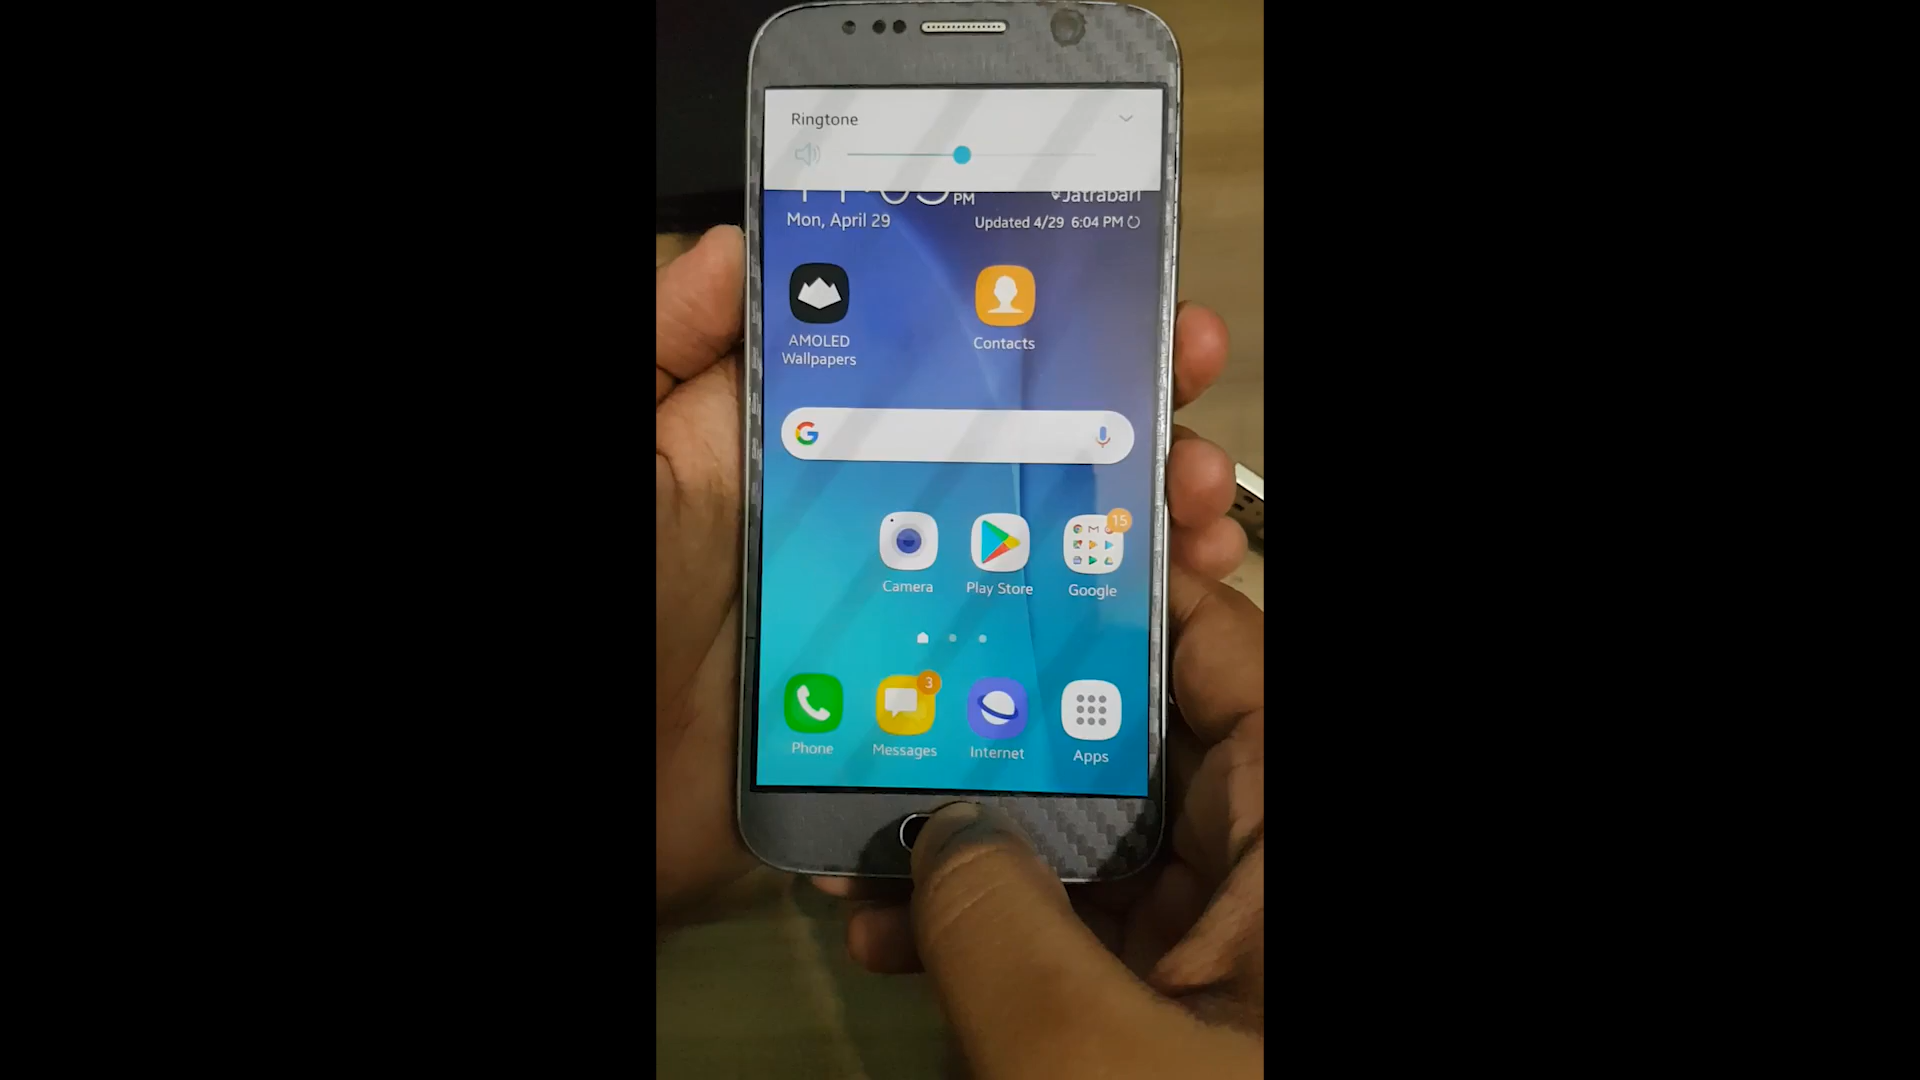 Ringtone
PM
Jatrabari
Mon, April 29
Updated 4/29 6:04 PM
AMOLED
Wallpapers
Contacts
G
15
Camera
Play Store
Google
3
Phone
Messages
Internet
Apps